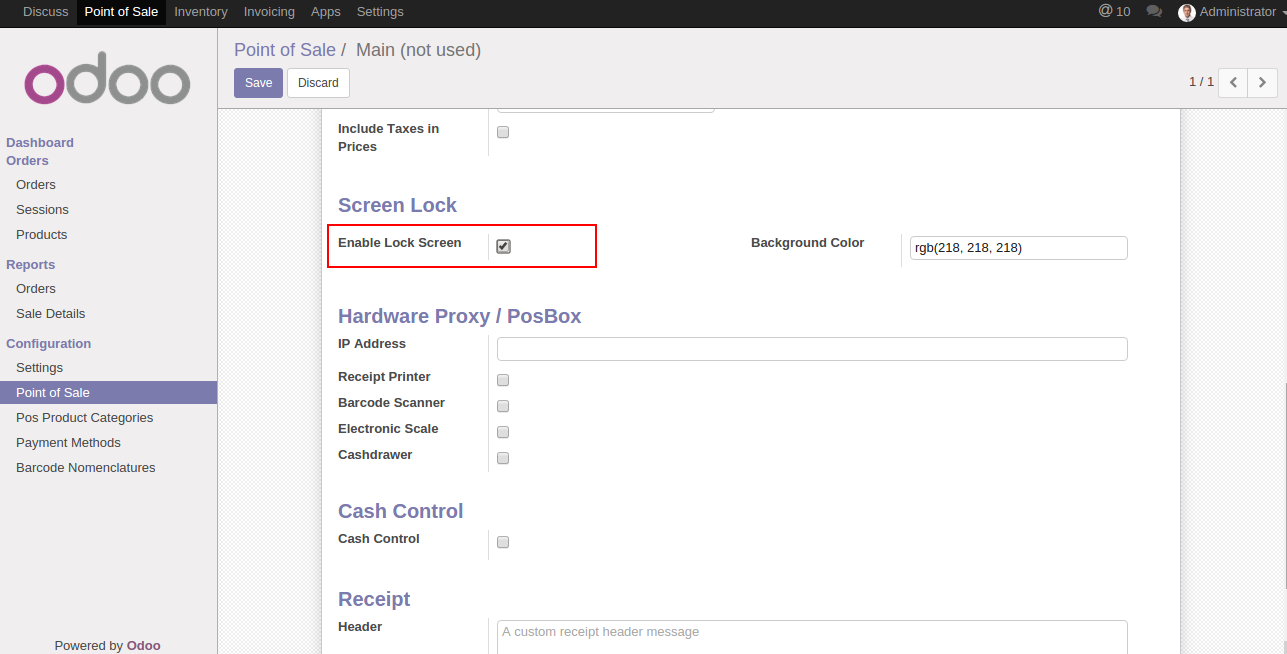 Discuss Point of Sale Inventory Invoicing Apps Settings @ 10 Administrator
odoo
Point of Sale / Main (not used)
Save Discard 1 / 1
Dashboard
Orders
Orders
Sessions
Products
Reports
Orders
Sale Details
Configuration
Settings
Point of Sale
Pos Product Categories
Payment Methods
Barcode Nomenclatures
Powered by Odoo
Include Taxes in
Prices
Screen Lock
Enable Lock Screen Background Color rgb(218, 218, 218)
Hardware Proxy / PosBox
IP Address
Receipt Printer
Barcode Scanner
Electronic Scale
Cashdrawer
Cash Control
Cash Control
Receipt
Header A custom receipt header message